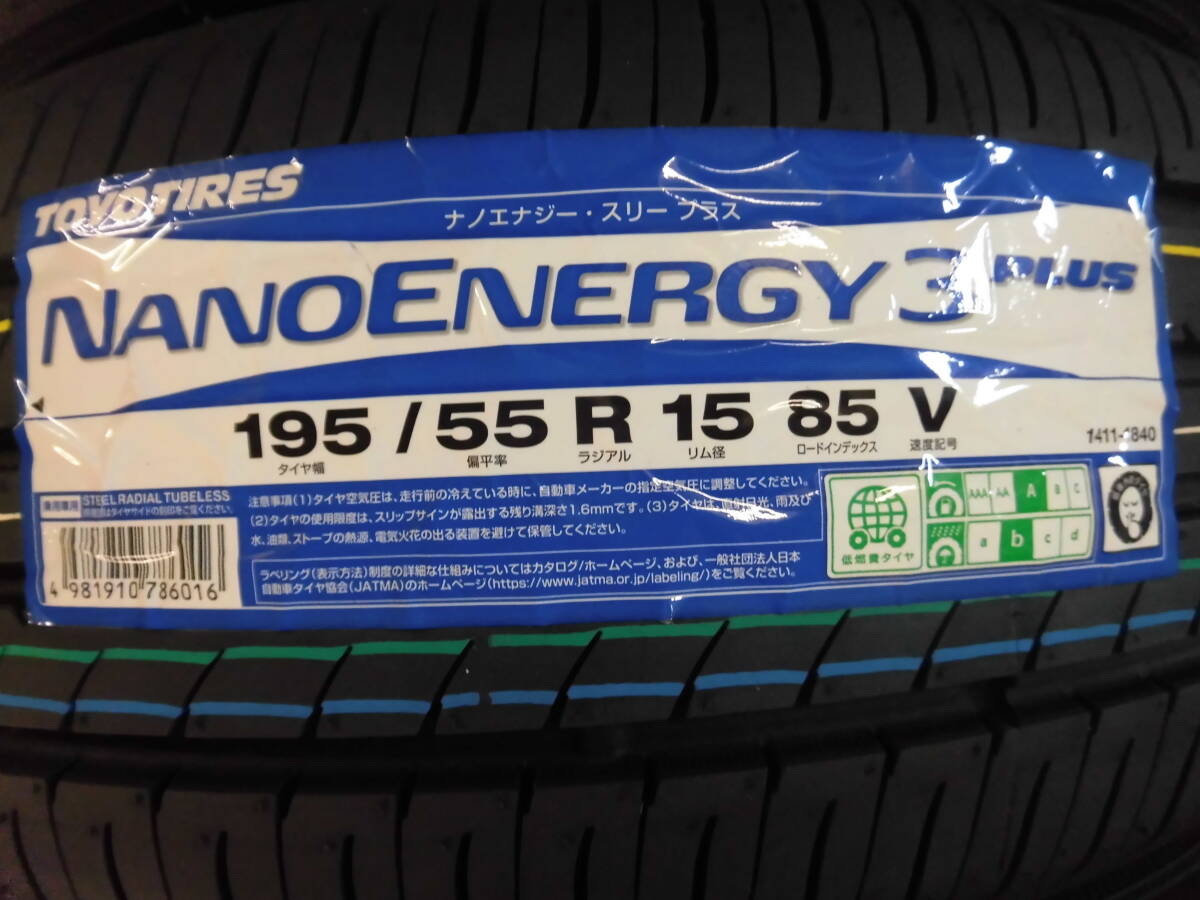 TOYOTIRES
ナノエナジー・スリー プラス
NANOENERGY 3 PLUS
195 / 55 R 15 85 V
タイヤ幅 偏平率 ラジアル リム径 ロードインデックス 速度記号
1411-1840
乗用車用 STEEL RADIAL TUBELESS
注意事項(1)タイヤ空気圧は、走行前の冷えている時に、自動車メーカーの指定空気圧に調整してください。
(2)タイヤの使用限度は、スリップサインが露出する残り溝深さ1.6mmです。(3)タイヤは、直射日光、雨及び
水、油類、ストーブの熱源、電気火花の出る装置を避けて保管してください。
ラベリング(表示方法)制度の詳細な仕組みについてはカタログ/ホームページ、および、一般社団法人日本
自動車タイヤ協会(JATMA)のホームページ(https://www.jatma.or.jp/labeling/)をご覧ください。
4 981910 786016
低燃費タイヤ
AAA AA A B C
a b c d